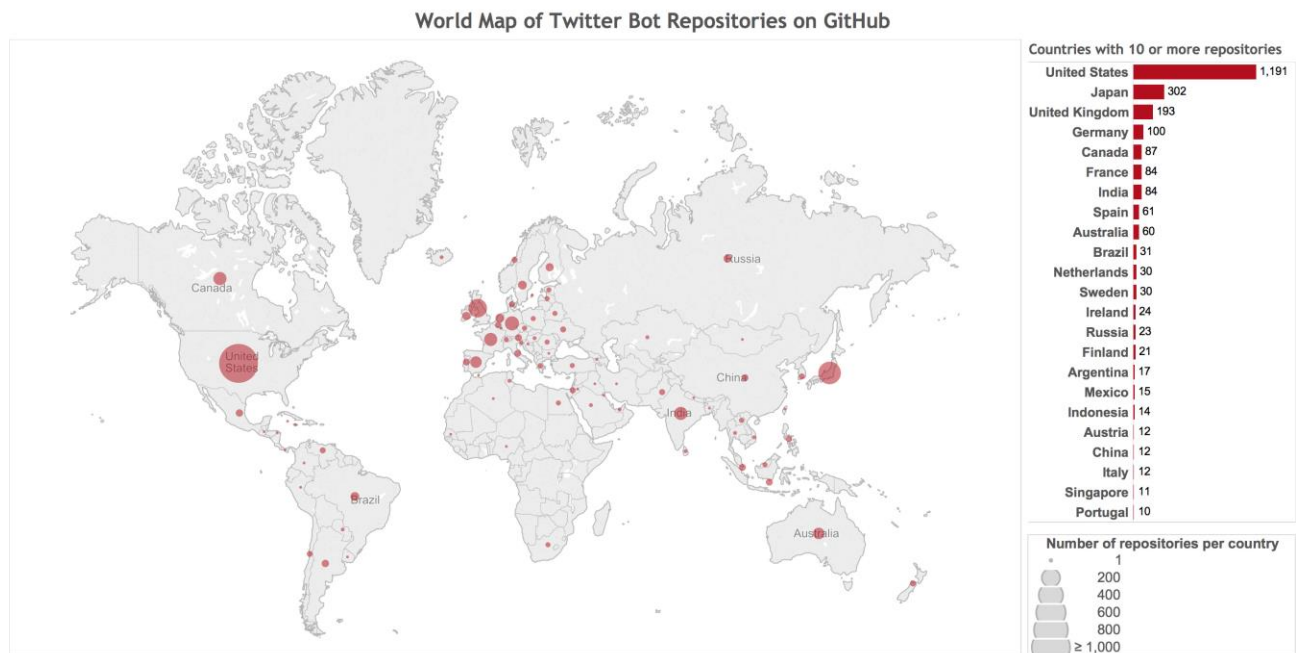 World Map of Twitter Bot Repositories on GitHub
Canada
United
States
Brazil
Russia
China
India
Australia
Countries with 10 or more repositories
United States 1,191
Japan 302
United Kingdom 193
Germany 100
Canada 87
France 84
India 84
Spain 61
Australia 60
Brazil 31
Netherlands 30
Sweden 30
Ireland 24
Russia 23
Finland 21
Argentina 17
Mexico 15
Indonesia 14
Austria 12
China 12
Italy 12
Singapore 11
Portugal 10
Number of repositories per country
1
200
400
600
800
≥ 1,000